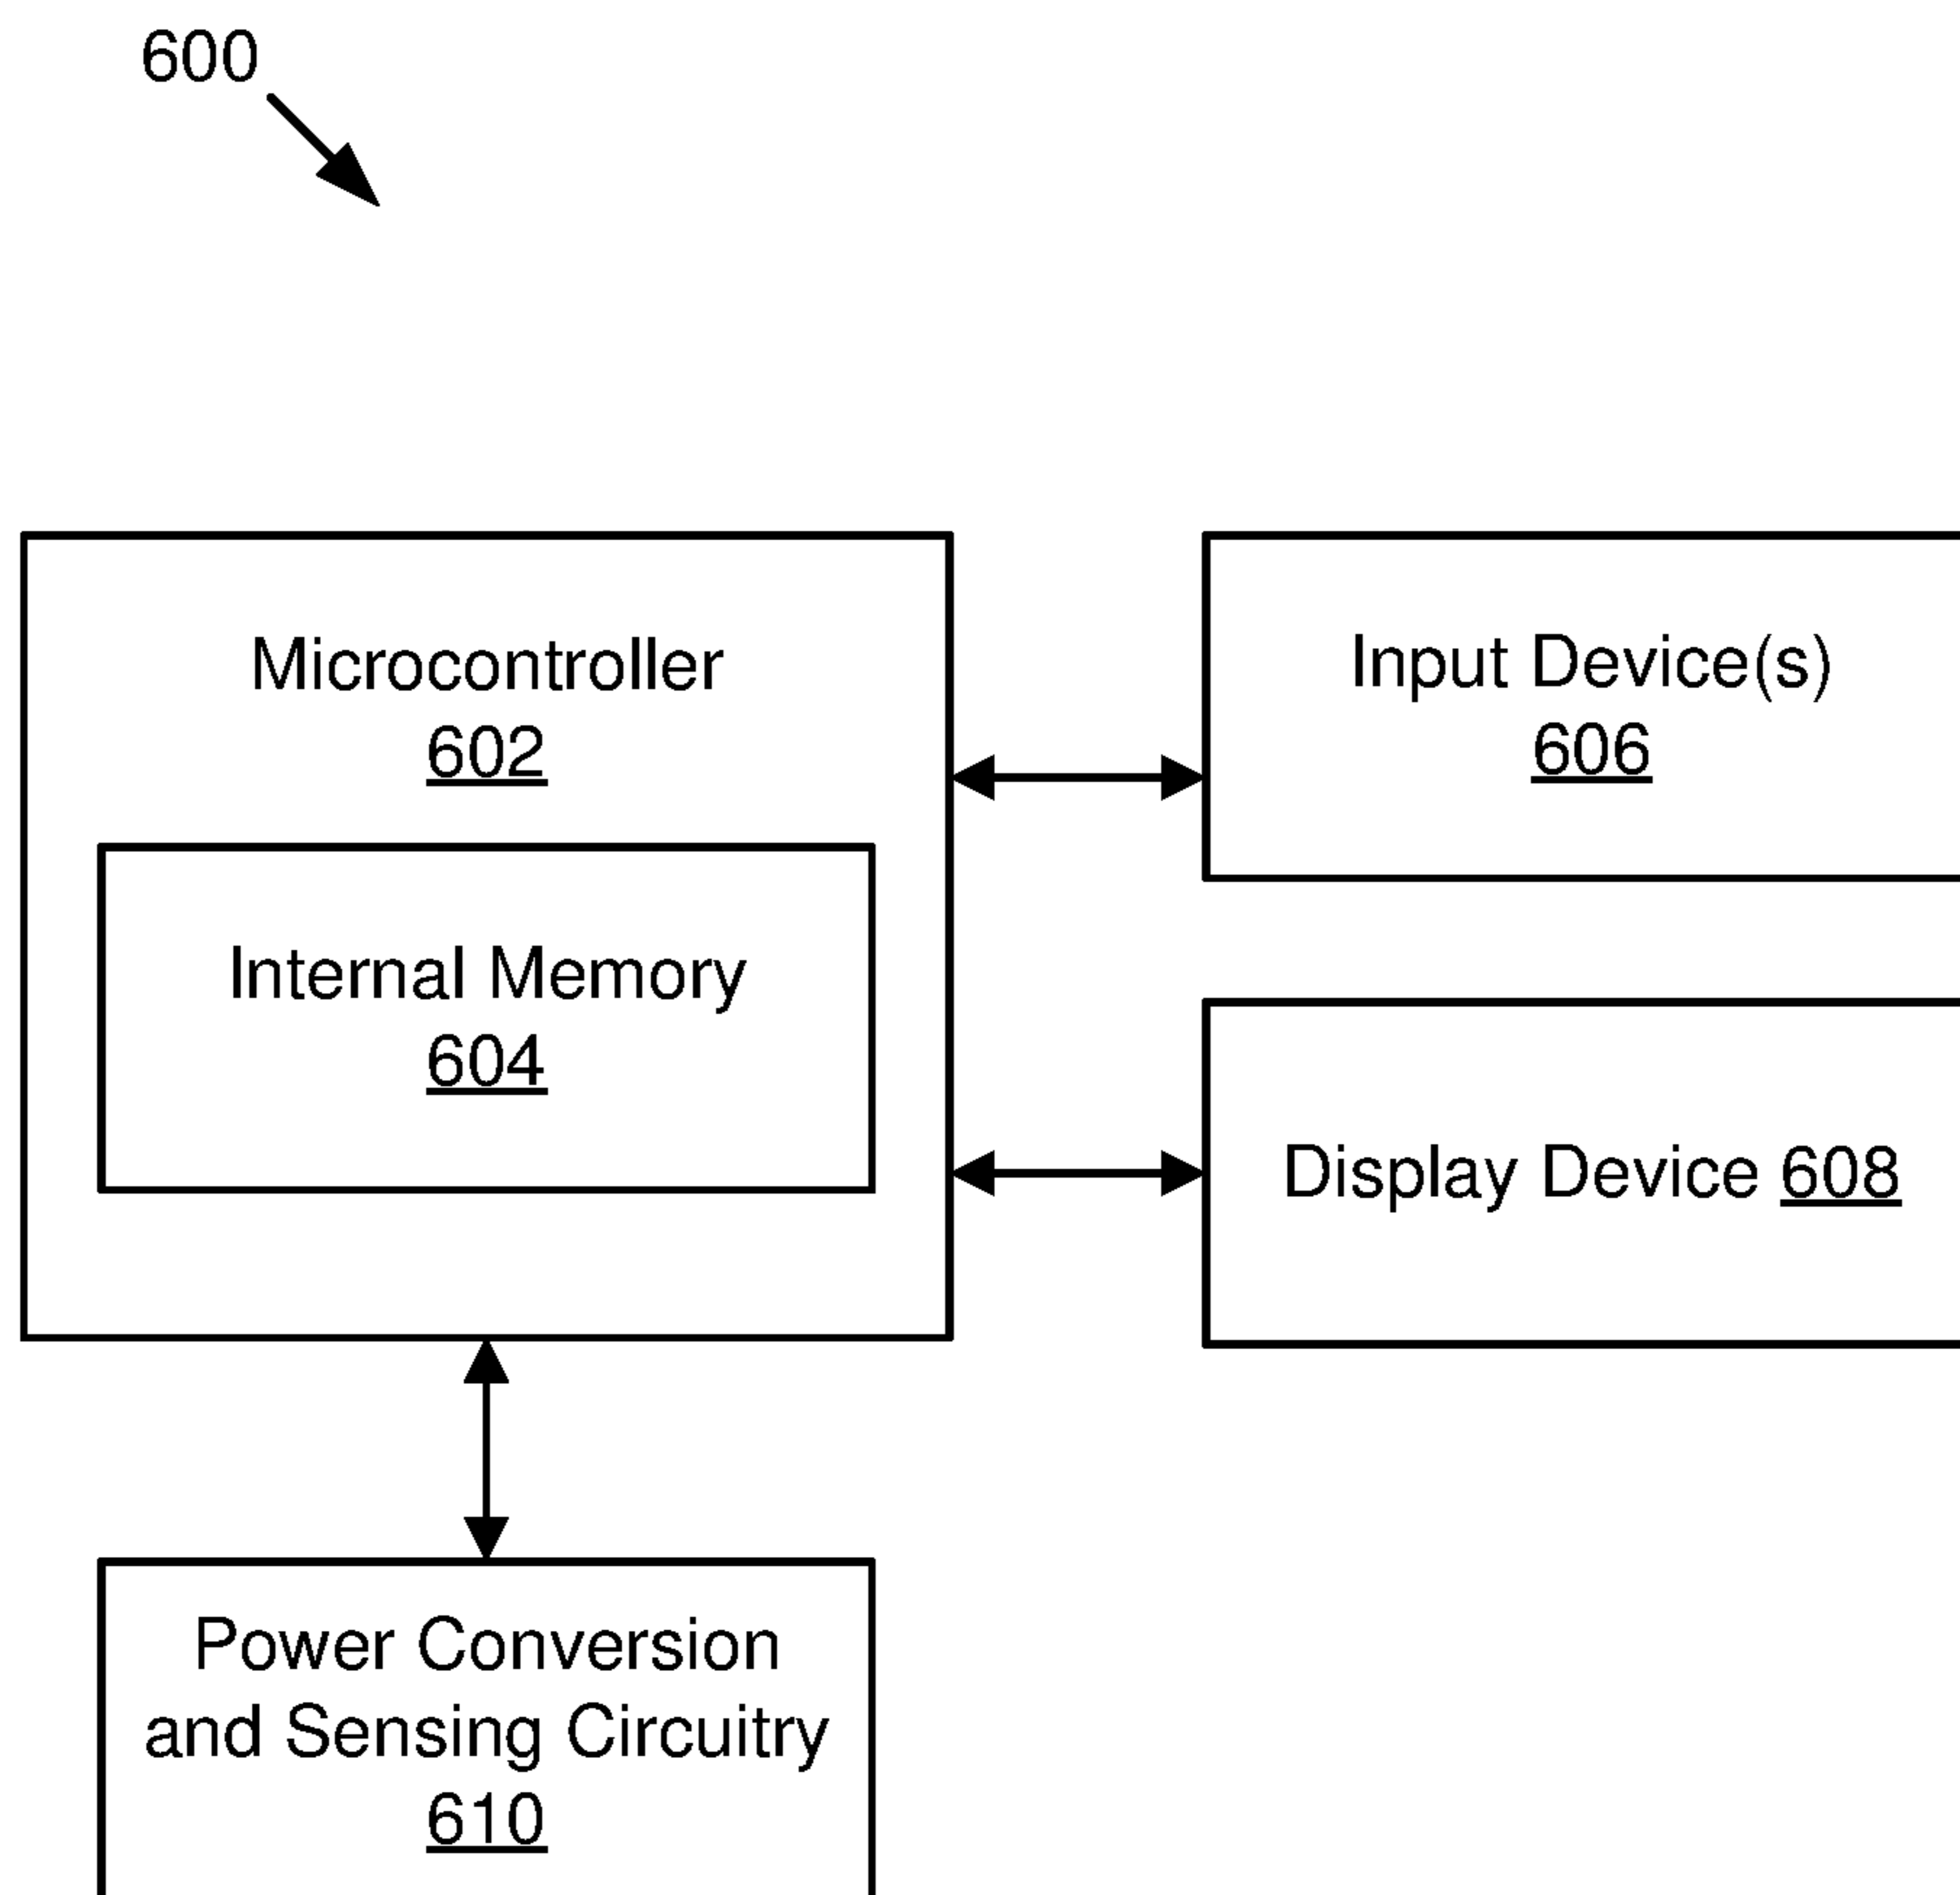 600
Microcontroller
602
Input Device(s)
606
Internal Memory
604
Display Device 608
Power Conversion
and Sensing Circuitry
610